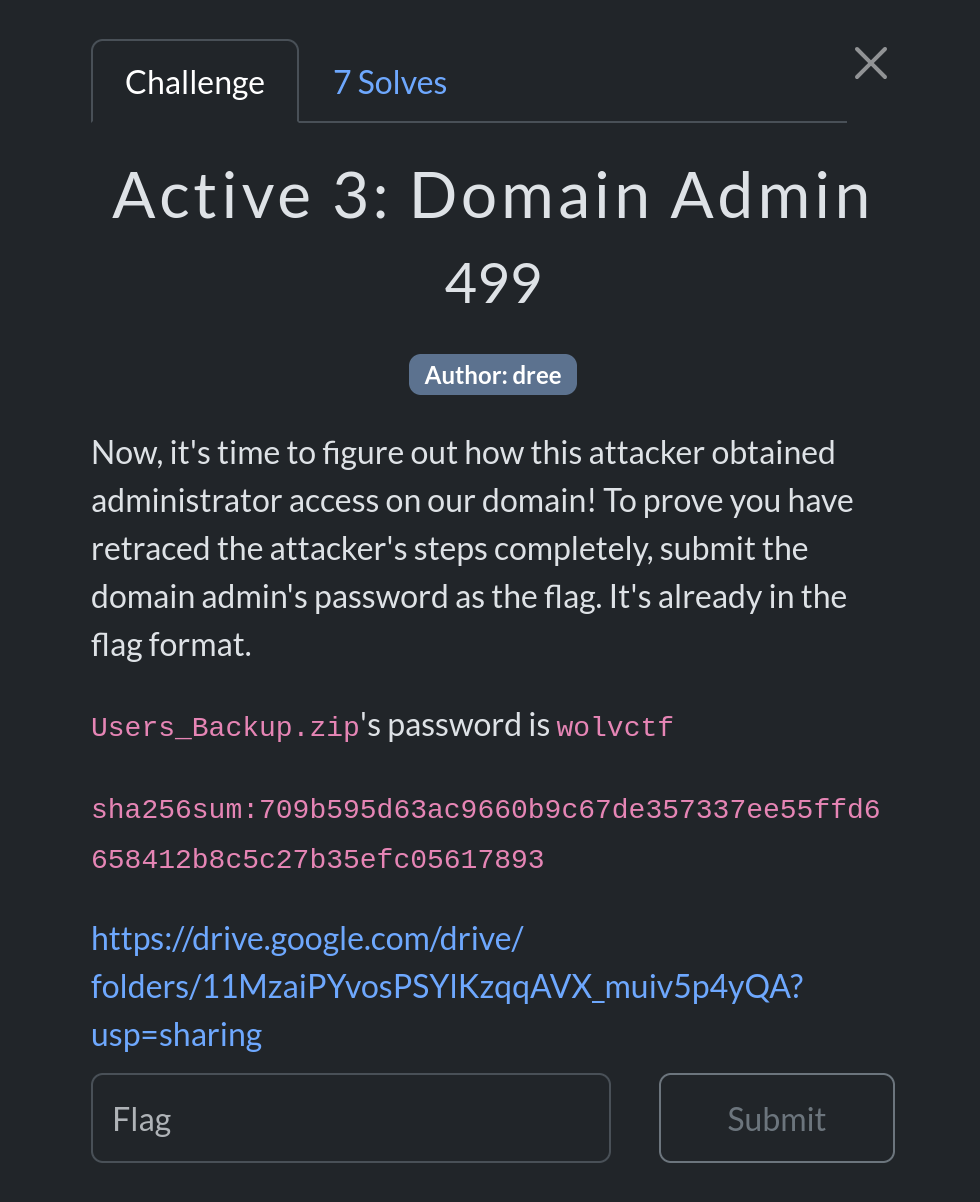 Challenge
7 Solves
Active 3: Domain Admin
499
Author: dree
Now, it's time to figure out how this attacker obtained
administrator access on our domain! To prove you have
retraced the attacker's steps completely, submit the
domain admin's password as the flag. It's already in the
flag format.
Users_Backup.zip's password is wolvctf
sha256sum:709b595d63ac9660b9c67de357337ee55ffd6
658412b8c5c27b35efc05617893
https://drive.google.com/drive/
folders/11MzaiPYvosPSYlKzqqAVX_muiv5p4yQA?
usp=sharing
Flag
Submit